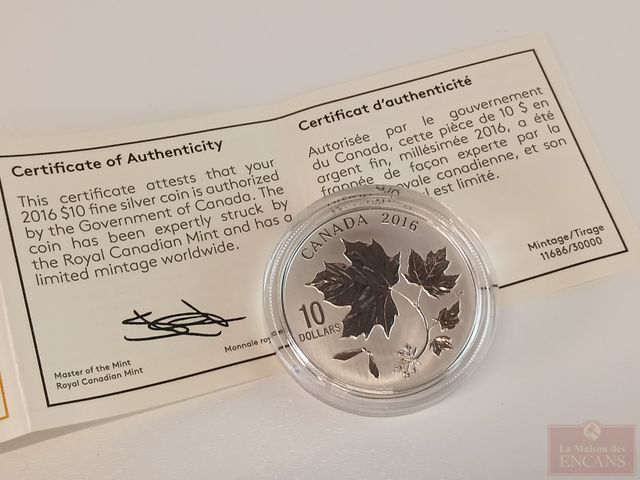 Certificate of Authenticity
This certificate attests that your
2016 $10 fine silver coin is authorized
by the Government of Canada. The
coin has been expertly struck by
the Royal Canadian Mint and has a
limited mintage worldwide.
Master of the Mint
Royal Canadian Mint
Monnaie
Certificat d'authenticité
Autorisée par le gouvernement
du Canada, cette pièce de 10 $ en
argent fin, millésimée 2016, a été
frappée de façon experte par la
canadienne, et son
est limité.
Mintage/Tirage
11686/30000
CANADA 2016
10
DOLLARS
La Maison des
ENCANS